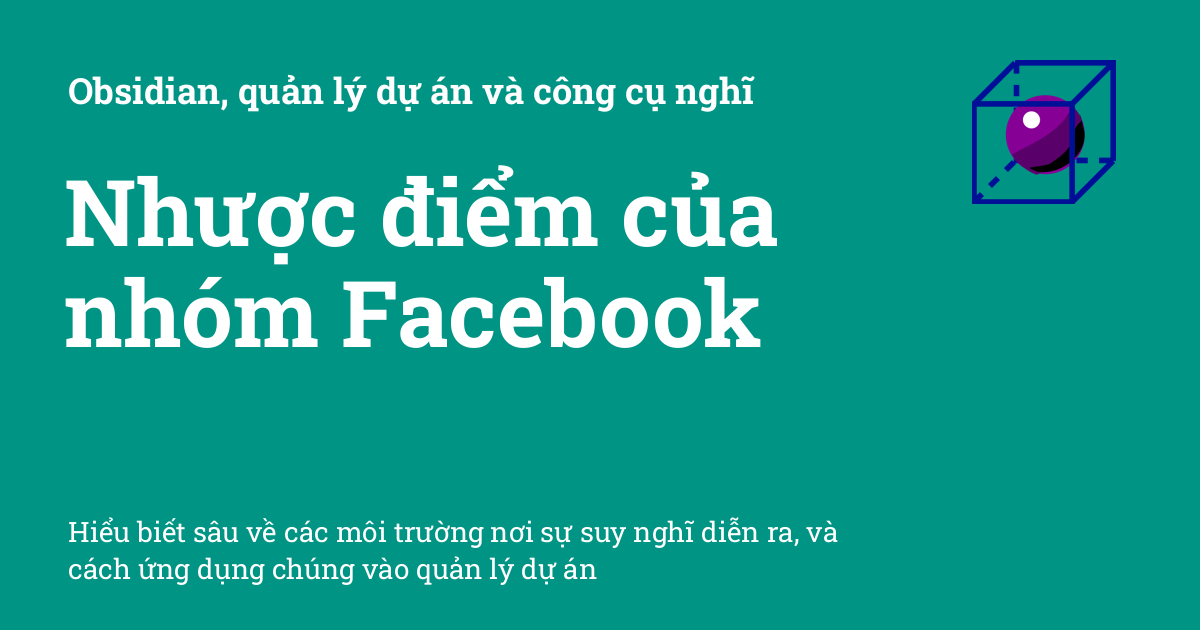 Obsidian, quản lý dự án và công cụ nghĩ
Nhược điểm của
nhóm Facebook
Hiểu biết sâu về các môi trường nơi sự suy nghĩ diễn ra, và
cách ứng dụng chúng vào quản lý dự án